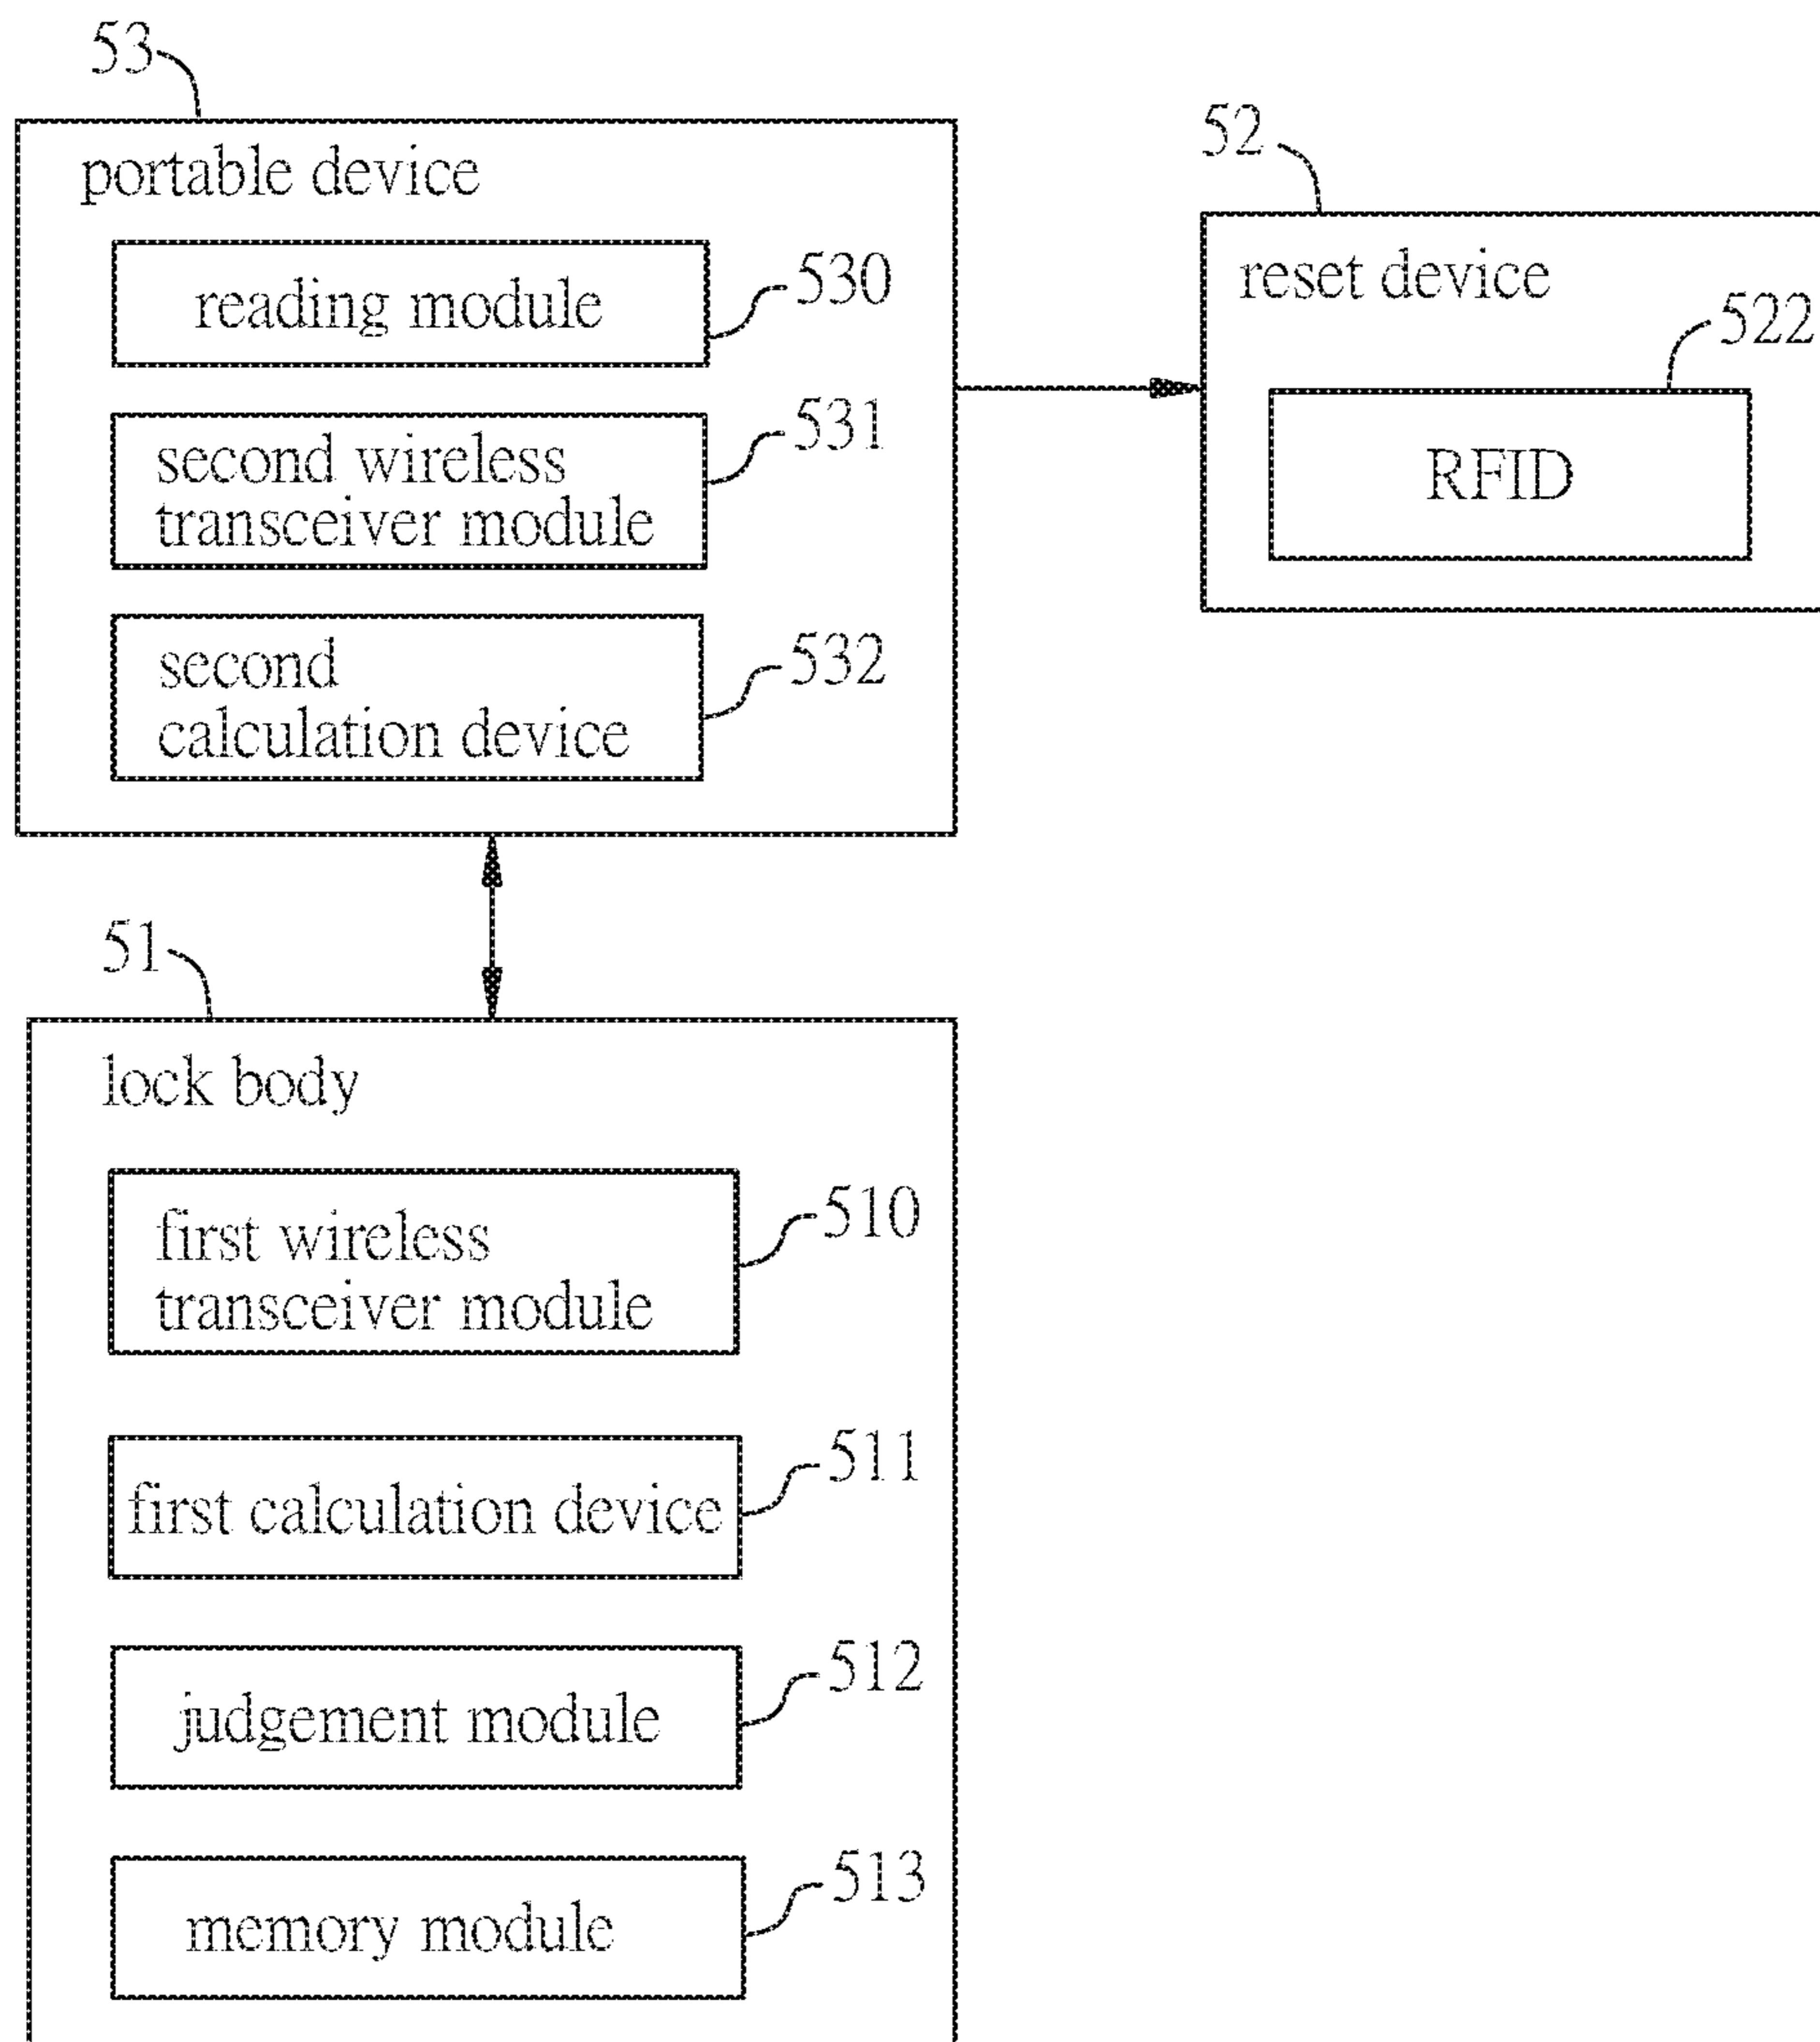 53
portable device
reading module
530
second wireless
transceiver module
531
second
calculation device
532
52
reset device
522
RFID
51
lock body
first wireless
transceiver module
510
first calculation device
511
judgement module
512
memory module
513